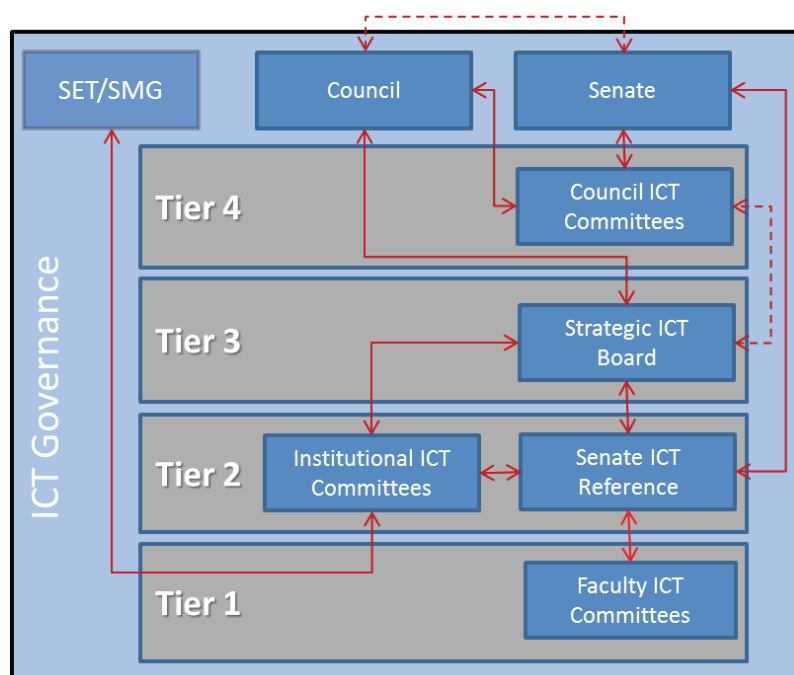 SET/SMG
Council
Senate
ICT Governance
Tier 4
Council ICT
Committees
Tier 3
Strategic ICT
Board
Tier 2
Institutional ICT
Committees
Senate ICT
Reference
Tier 1
Faculty ICT
Committees